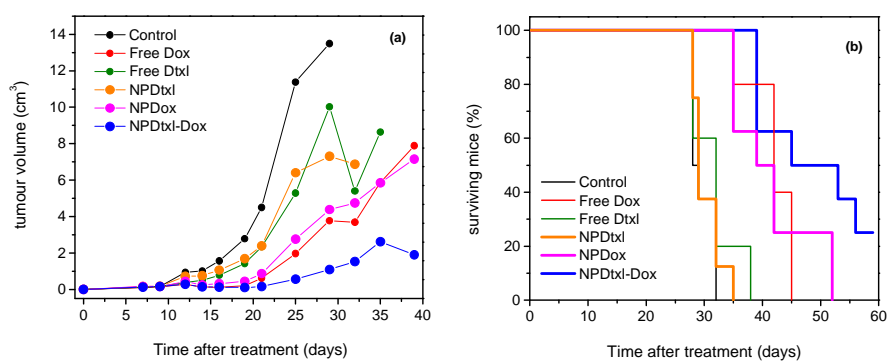 (a)
Control
Free Dox
Free Dtxl
NPDtxl
NPDox
NPDtxl-Dox
tumour volume (cm³)
14
12
10
8
6
4
2
0
0 5 10 15 20 25 30 35 40
Time after treatment (days)
(b)
surviving mice (%)
100
80
60
40
20
0
Control
Free Dox
Free Dtxl
NPDtxl
NPDox
NPDtxl-Dox
0 10 20 30 40 50 60
Time after treatment (days)